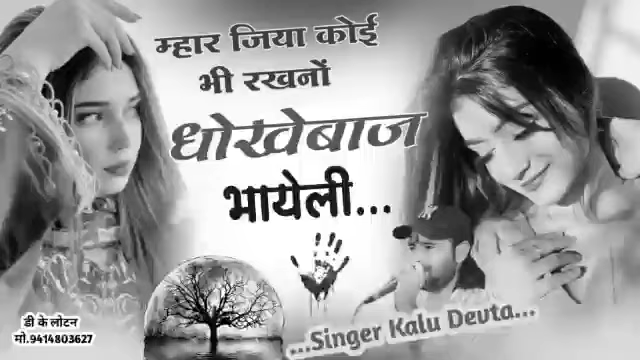 म्हार जिया कोई
भी रखनों
धोखेबाज
भायेली...
...Singer Kalu Devta...
डी के लोटन
मो.9414803627